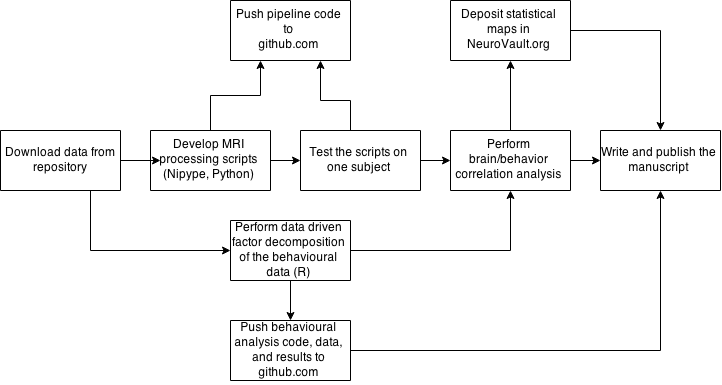 Push pipeline code
to
github.com
Deposit statistical
maps in
NeuroVault.org
Download data from
repository
Develop MRI
processing scripts
(Nipype, Python)
Test the scripts on
one subject
Perform
brain/behavior
correlation analysis
Write and publish the
manuscript
Perform data driven
factor decomposition
of the behavioural
data (R)
Push behavioural
analysis code, data,
and results to
github.com